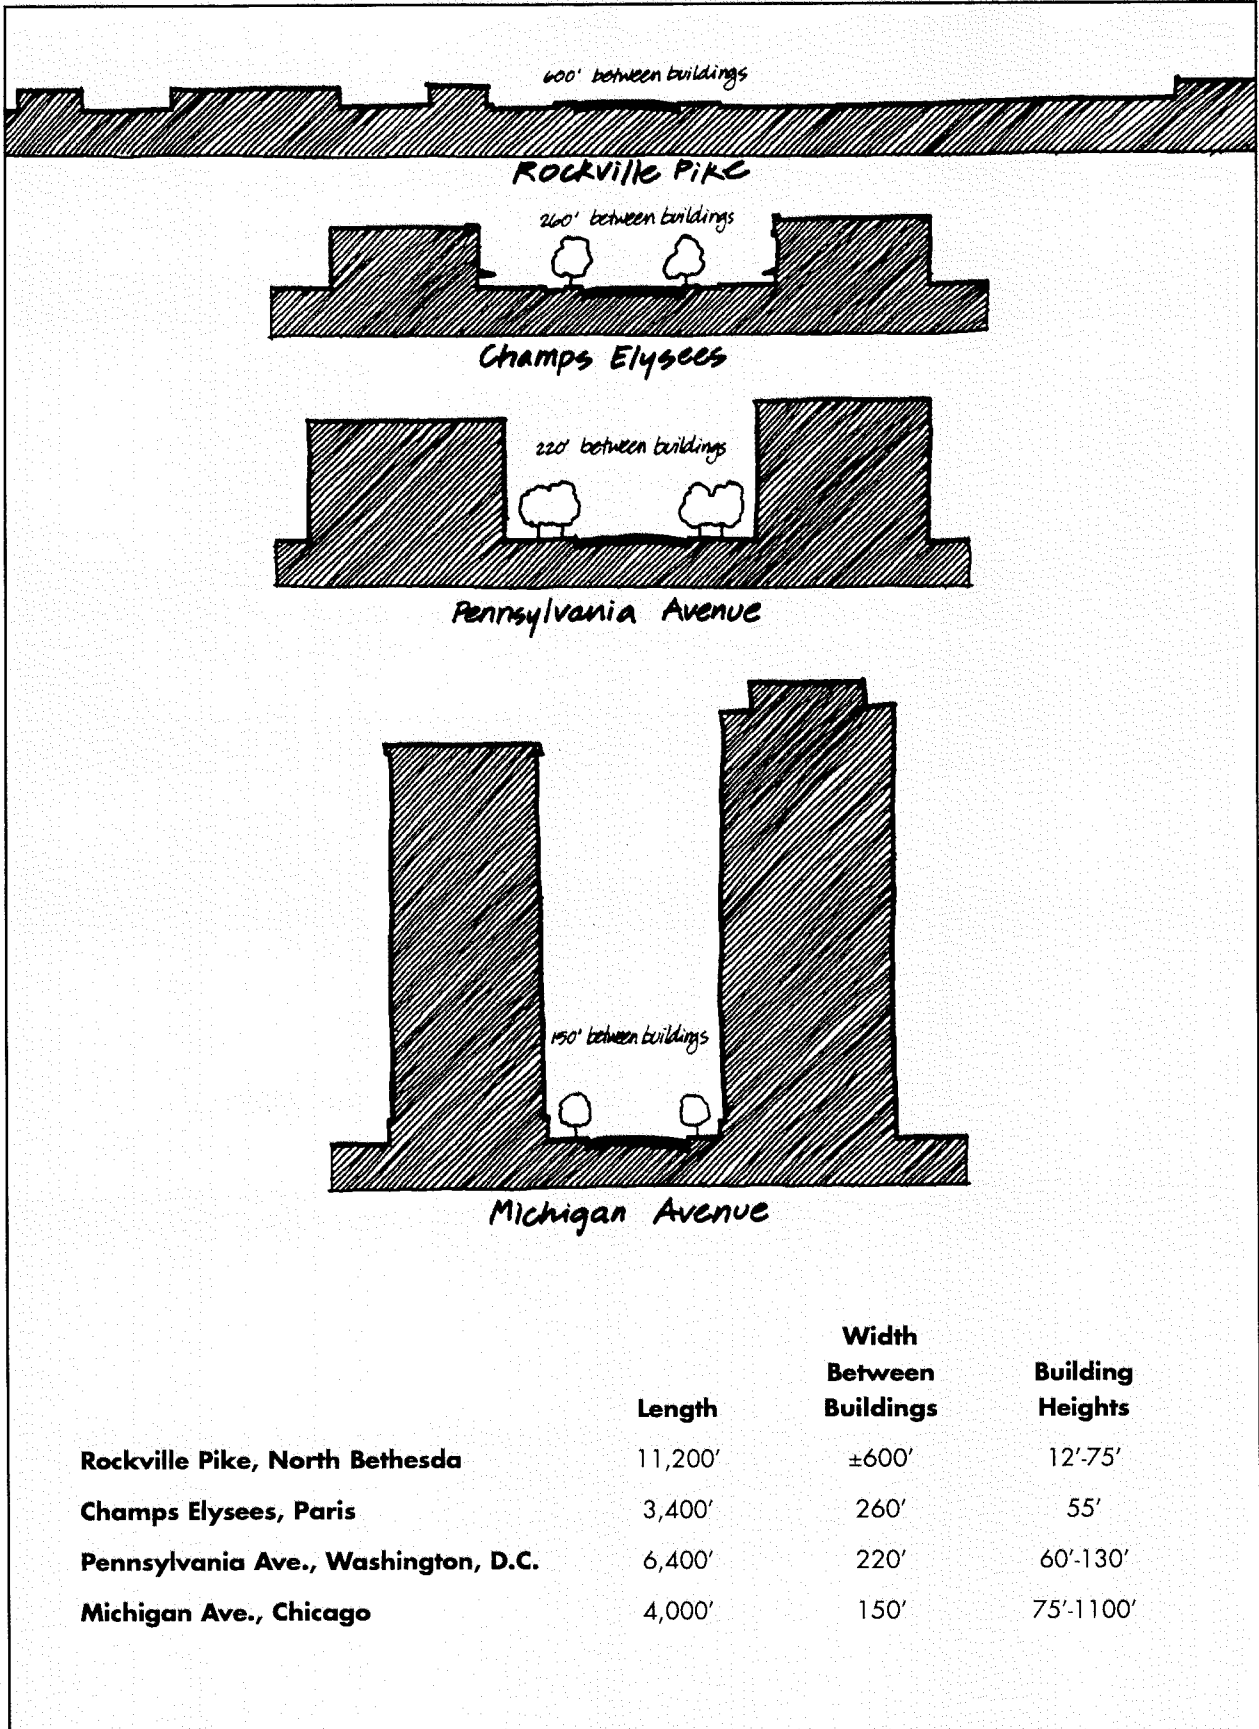 600' between buildings
Rockville Pike
260' between buildings
Champs Elysees
220' between buildings
Pennsylvania Avenue
150' between buildings
Michigan Avenue
Width
Between Building
Length Buildings Heights
Rockville Pike, North Bethesda 11,200' ±600' 12'-75'
Champs Elysees, Paris 3,400' 260' 55'
Pennsylvania Ave., Washington, D.C. 6,400' 220' 60'-130'
Michigan Ave., Chicago 4,000' 150' 75'-1100'